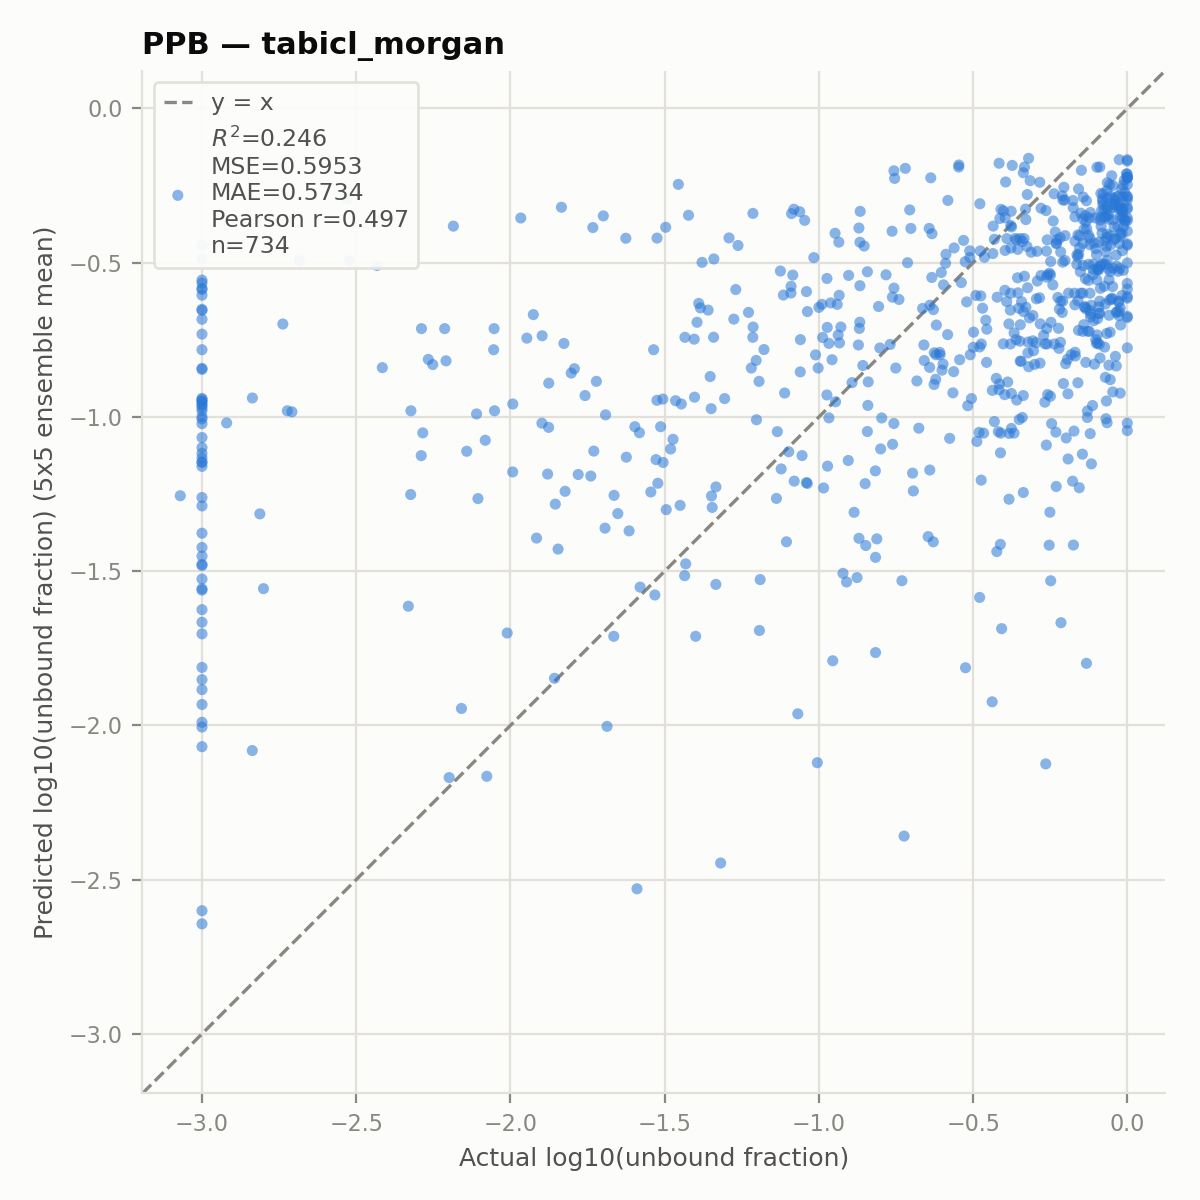 PPB — tabicl_morgan
y = x
R²=0.246
MSE=0.5953
MAE=0.5734
Pearson r=0.497
n=734
Predicted log10(unbound fraction) (5x5 ensemble mean)
0.0
−0.5
−1.0
−1.5
−2.0
−2.5
−3.0
−3.0 −2.5 −2.0 −1.5 −1.0 −0.5 0.0
Actual log10(unbound fraction)